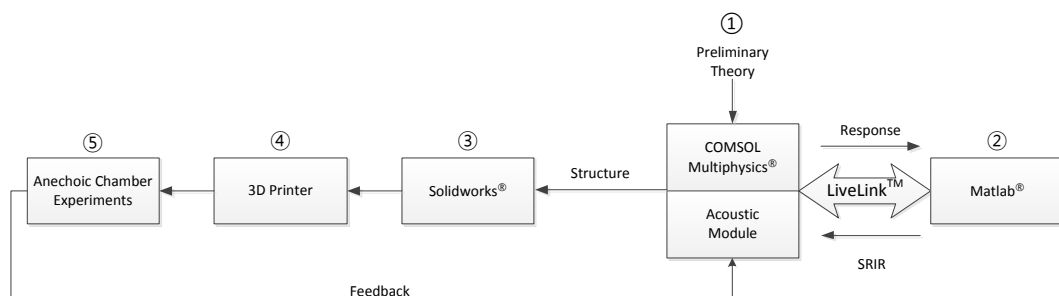 ①
Preliminary
Theory
⑤
④
③
COMSOL
Multiphysics®
Response
②
Anechoic Chamber
Experiments
3D Printer
Solidworks®
Structure
LiveLink™
Matlab®
Acoustic
Module
SRIR
Feedback